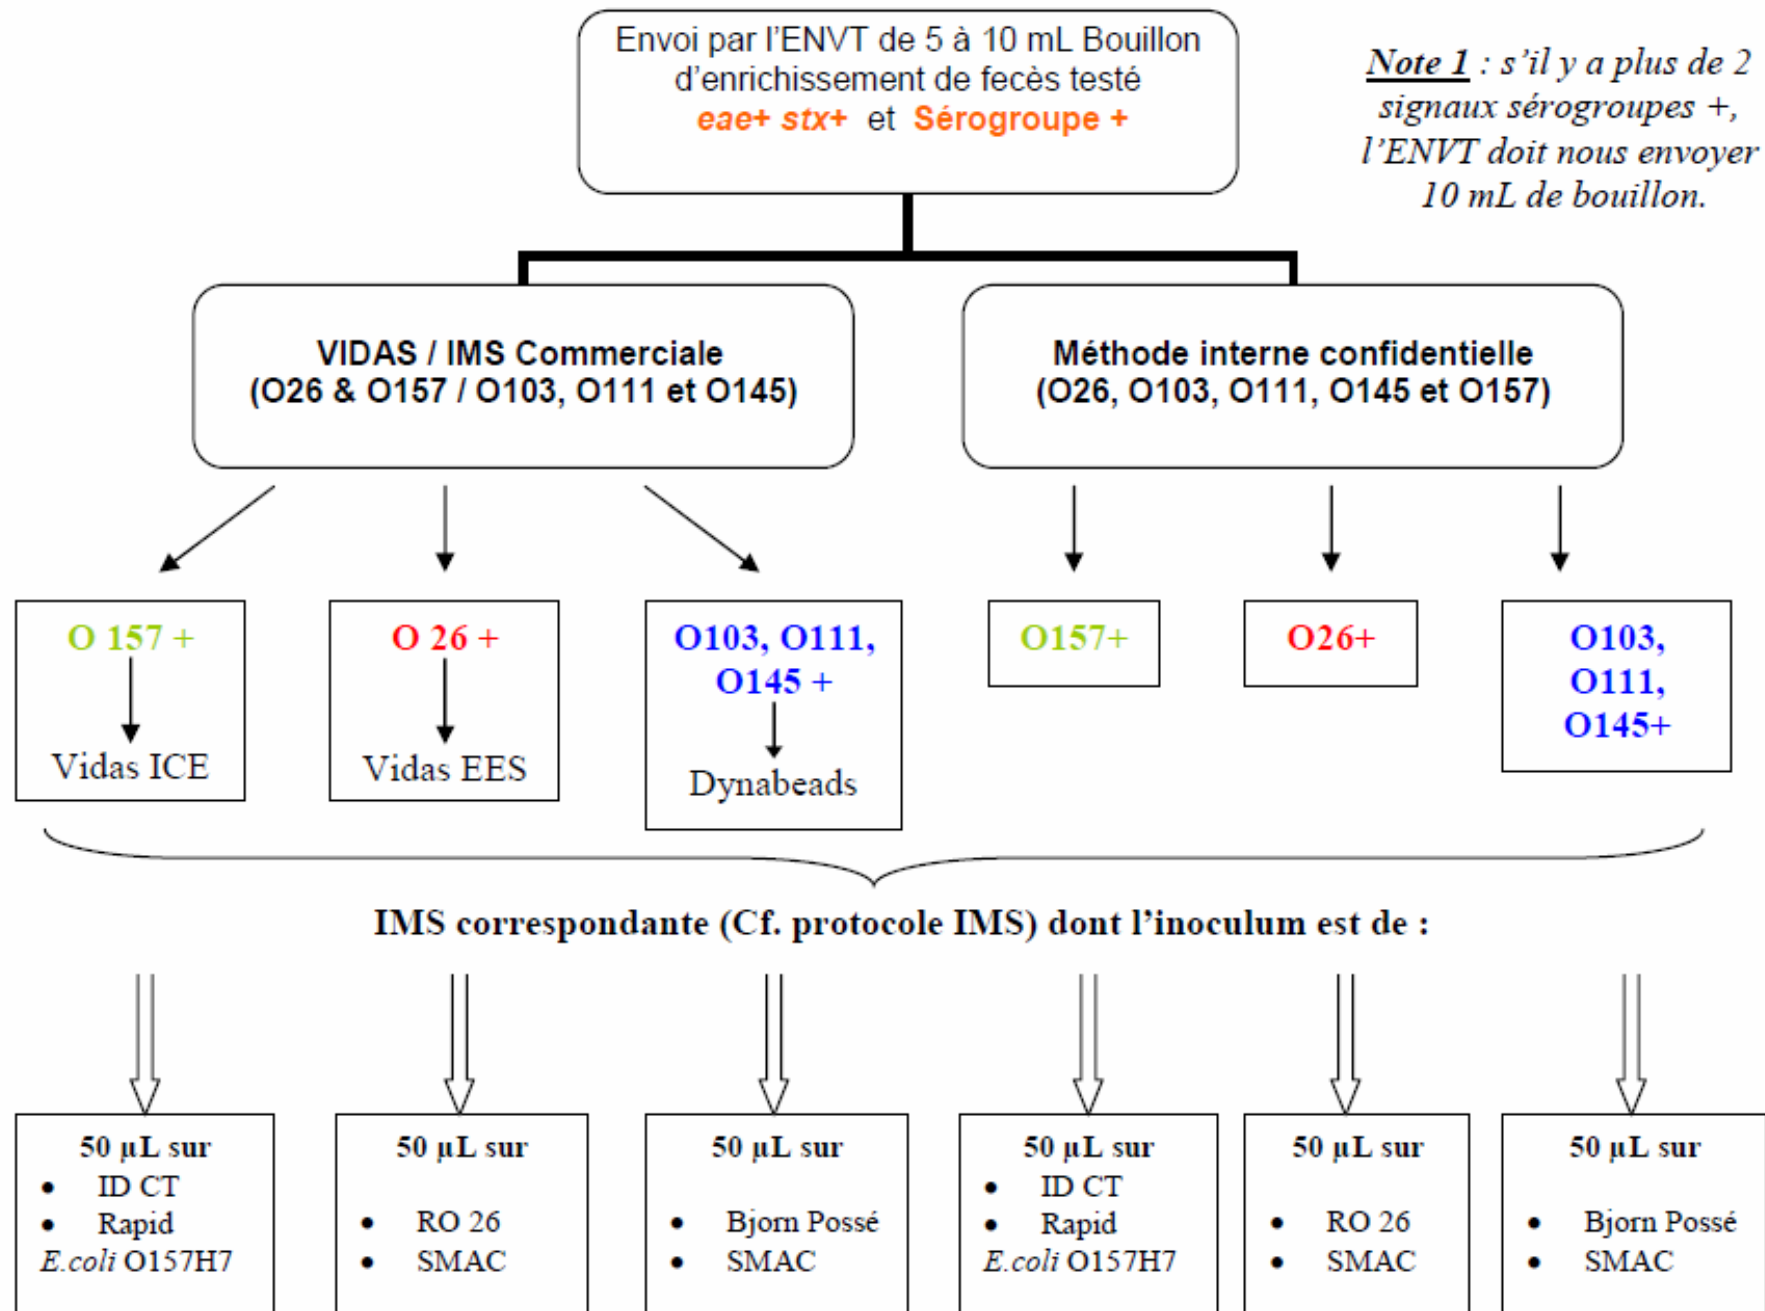 Envoi par l'ENVT de 5 à 10 mL Bouillon
d'enrichissement de fecès testé
eae+ stx+ et Sérogroupe +
Note 1 : s'il y a plus de 2
signaux sérogroupes +,
l'ENVT doit nous envoyer
10 mL de bouillon.
VIDAS / IMS Commerciale
(O26 & O157 / O103, O111 et O145)
Méthode interne confidentielle
(O26, O103, O111, O145 et O157)
O 157 +
Vidas ICE
O 26 +
Vidas EES
O103, O111,
O145 +
Dynabeads
O157+
O26+
O103,
O111,
O145+
IMS correspondante (Cf. protocole IMS) dont l'inoculum est de :
50 µL sur
• ID CT
• Rapid
E.coli O157H7
50 µL sur
• RO 26
• SMAC
50 µL sur
• Bjorn Possé
• SMAC
50 µL sur
• ID CT
• Rapid
E.coli O157H7
50 µL sur
• RO 26
• SMAC
50 µL sur
• Bjorn Possé
• SMAC